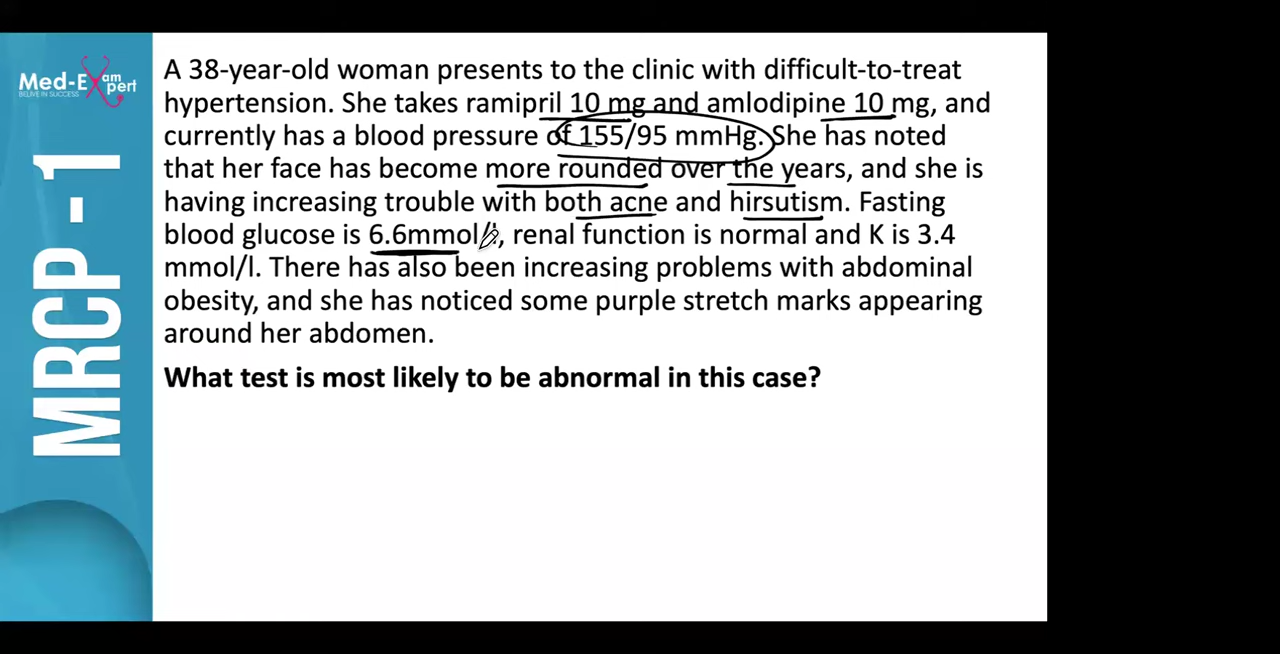 Med-Exam
Expert
BELIVE IN SUCCESS
MRCP - 1
A 38-year-old woman presents to the clinic with difficult-to-treat
hypertension. She takes ramipril 10 mg and amlodipine 10 mg, and
currently has a blood pressure of 155/95 mmHg. She has noted
that her face has become more rounded over the years, and she is
having increasing trouble with both acne and hirsutism. Fasting
blood glucose is 6.6mmol/, renal function is normal and K is 3.4
mmol/l. There has also been increasing problems with abdominal
obesity, and she has noticed some purple stretch marks appearing
around her abdomen.
What test is most likely to be abnormal in this case?